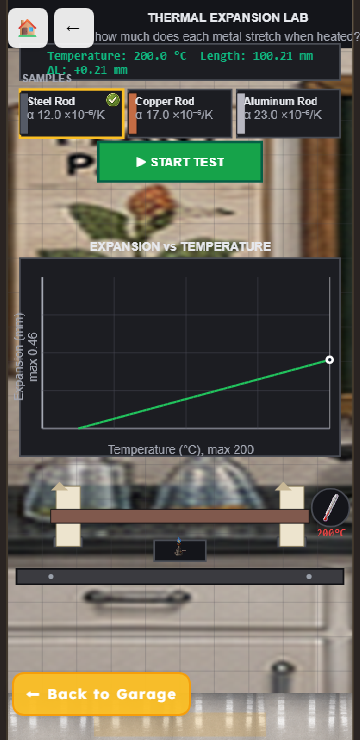 THERMAL EXPANSION LAB
how much does each metal stretch when heated?
Temperature: 200.0 °C Length: 100.21 mm
ΔL: +0.21 mm
SAMPLES
Steel Rod
α 12.0 ×10⁻⁶/K
Copper Rod
α 17.0 ×10⁻⁶/K
Aluminum Rod
α 23.0 ×10⁻⁶/K
▶ START TEST
EXPANSION vs TEMPERATURE
Expansion (mm)
max 0.46
Temperature (°C), max 200
200°C
← Back to Garage